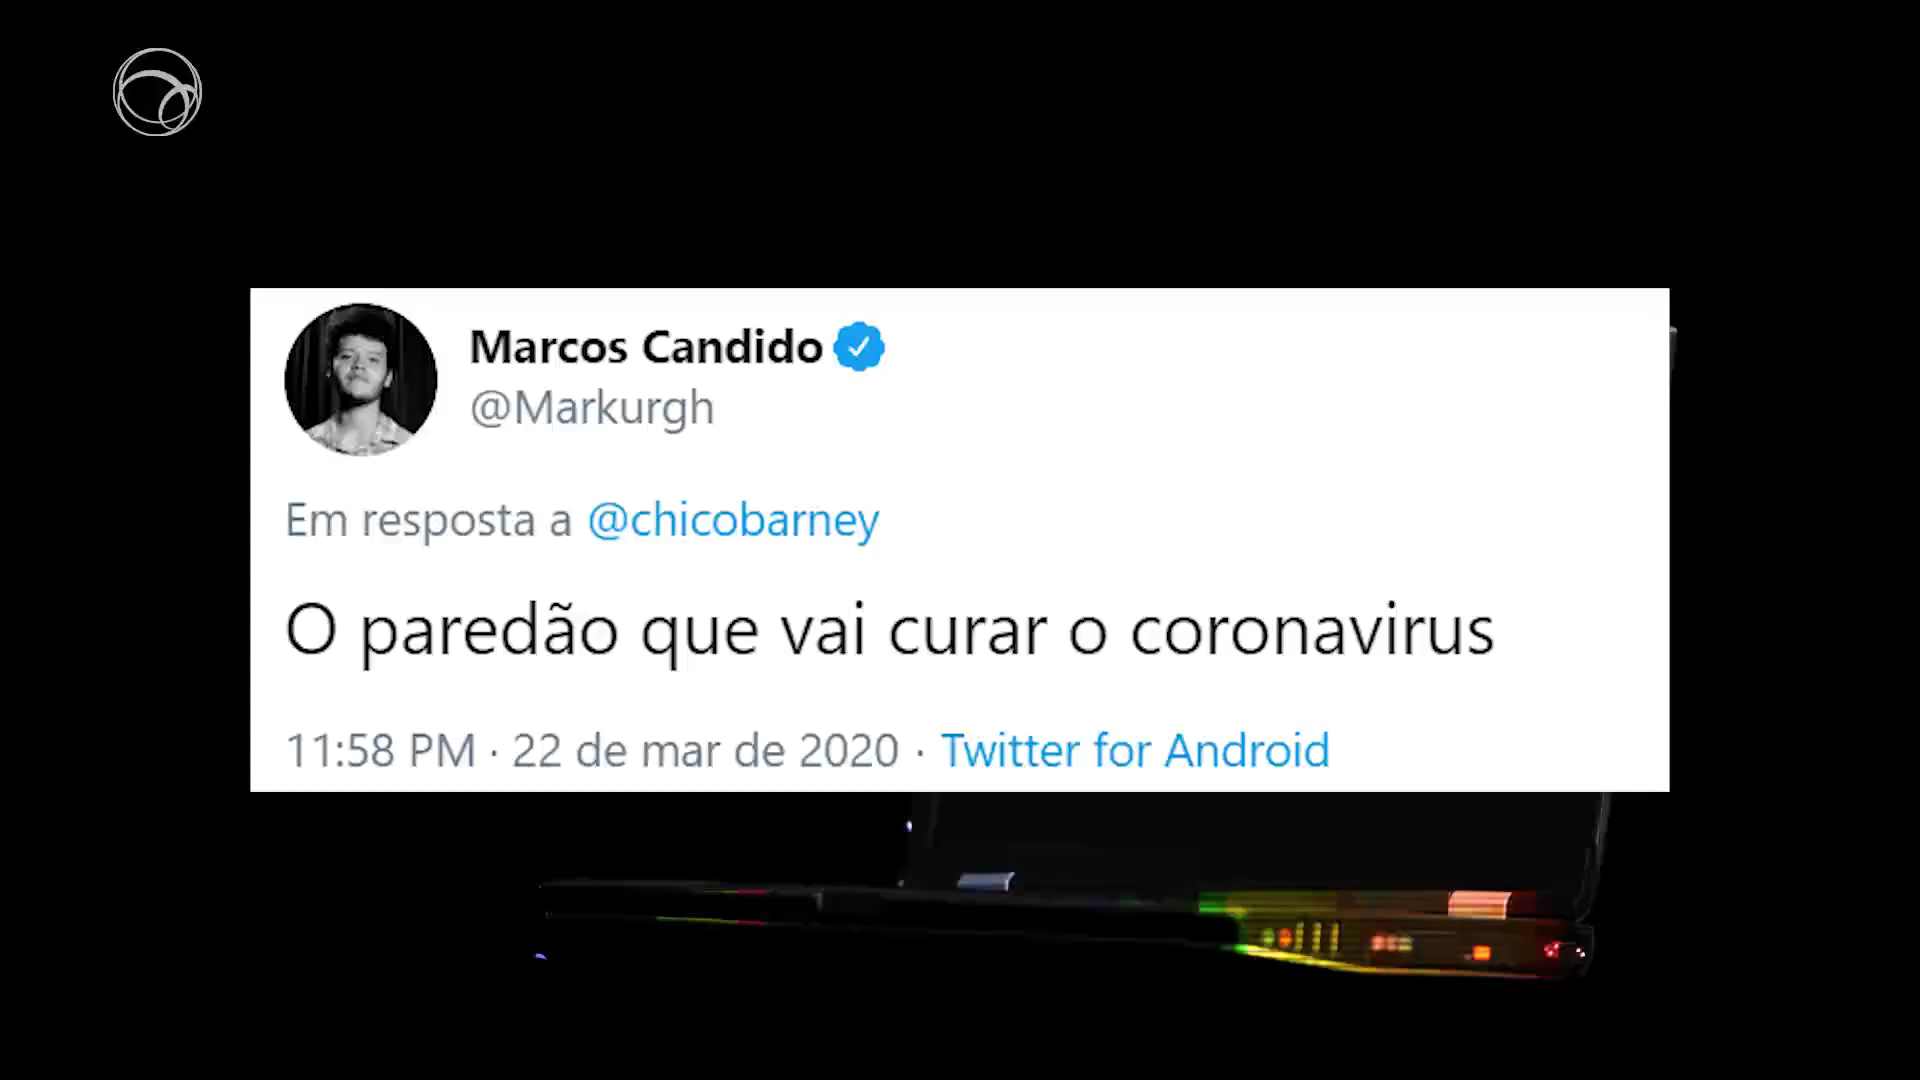 Marcos Candido
@Markurgh
Em resposta a @chicobarney
O paredão que vai curar o coronavirus
11:58 PM · 22 de mar de 2020 · Twitter for Android